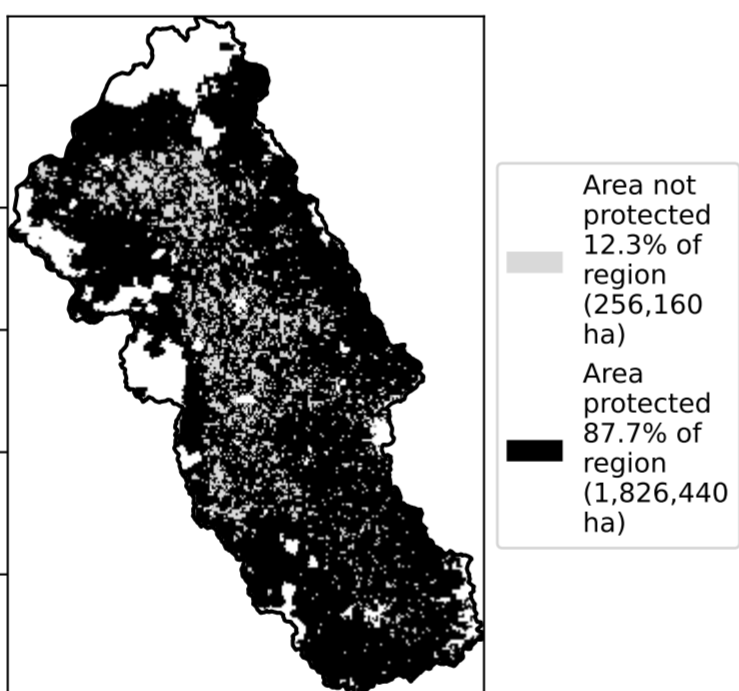 Area not
protected
12.3% of
region
(256,160
ha)
Area
protected
87.7% of
region
(1,826,440
ha)